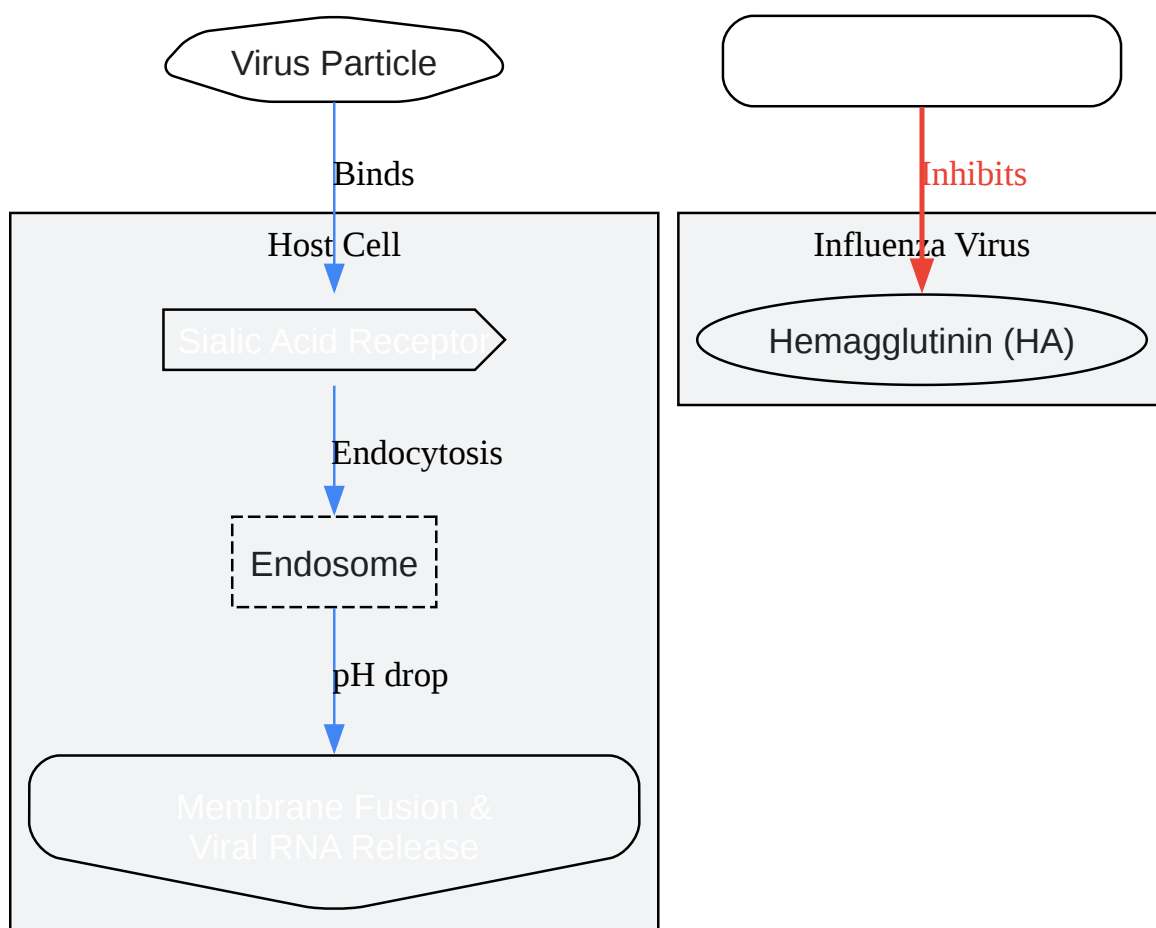 Virus Particle
Binds
Inhibits
Host Cell
Influenza Virus
Sialic Acid Receptor
Hemagglutinin (HA)
Endocytosis
Endosome
pH drop
Membrane Fusion &
Viral RNA Release